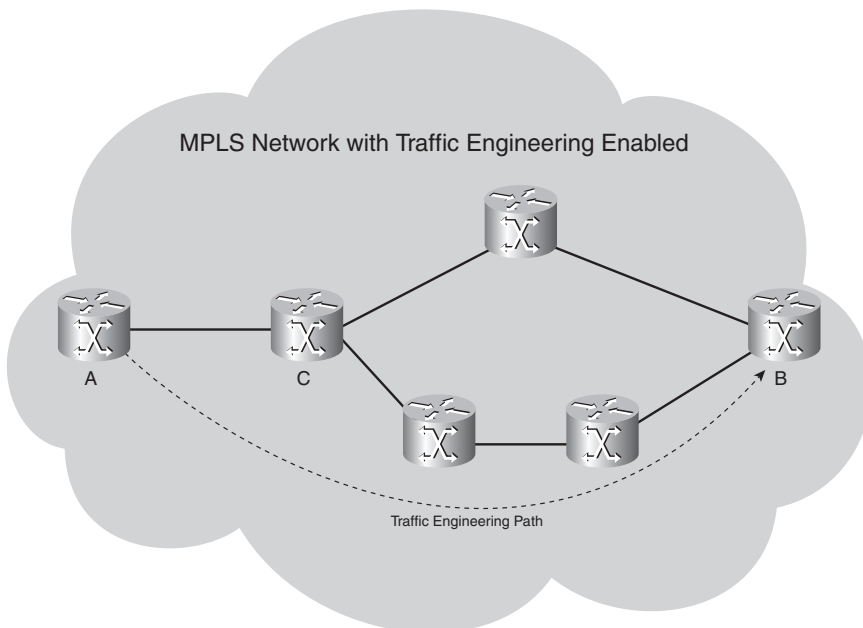 MPLS Network with Traffic Engineering Enabled
A
C
B
Traffic Engineering Path